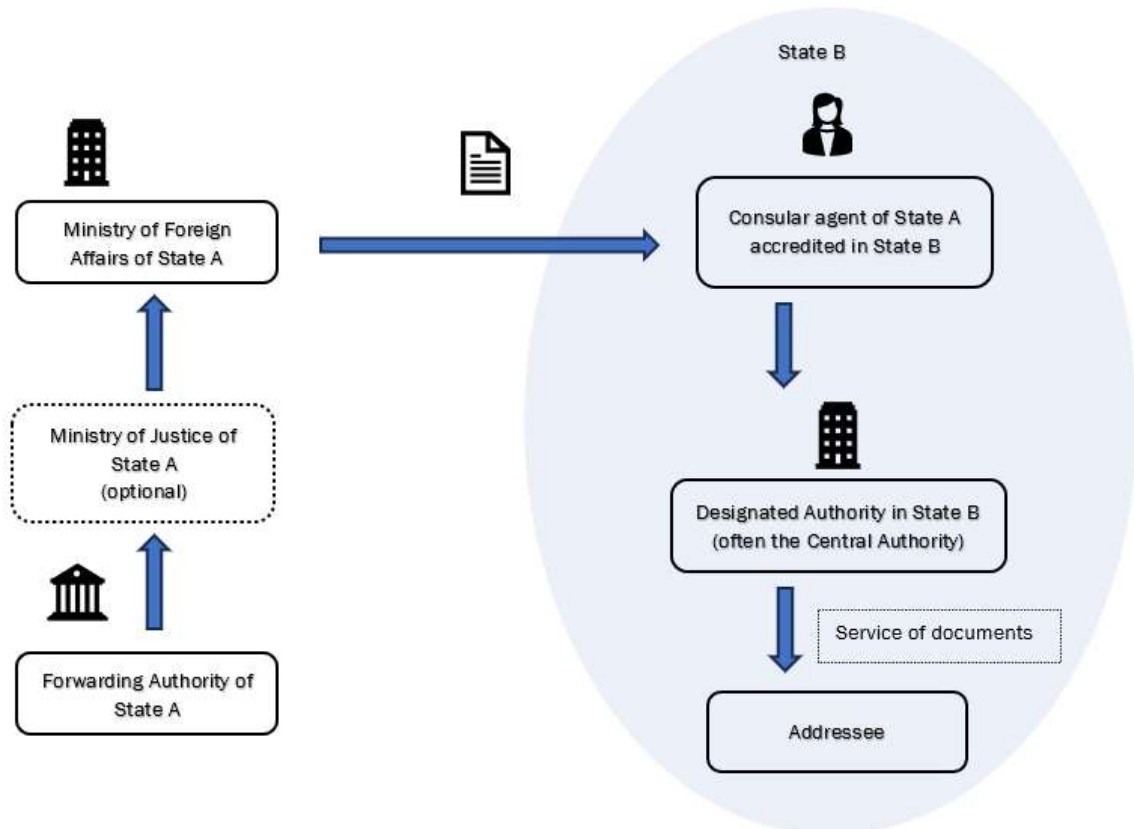 State B
Ministry of Foreign
Affairs of State A
Consular agent of State A
accredited in State B
Ministry of Justice of
State A
(optional)
Designated Authority in State B
(often the Central Authority)
Service of documents
Forwarding Authority of
State A
Addressee